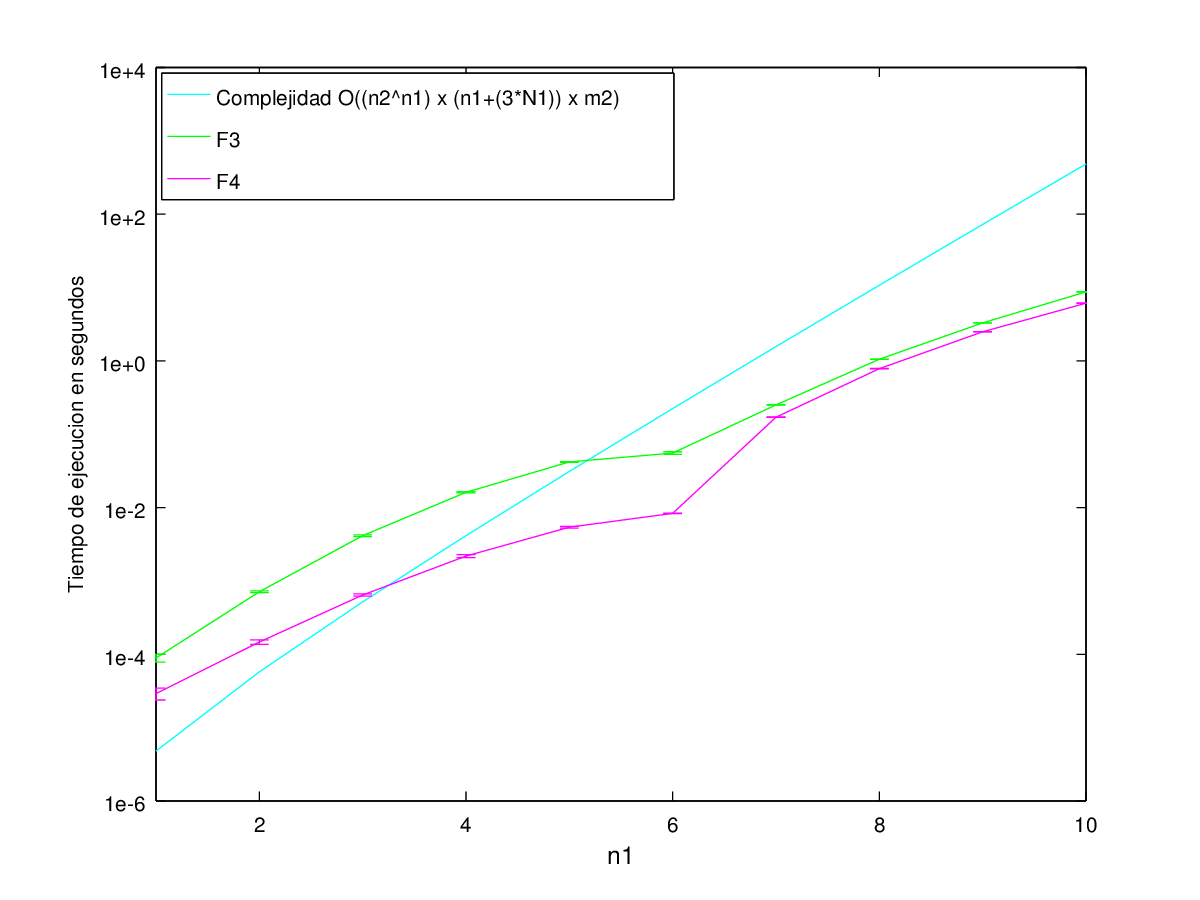 1e+4
Complejidad O((n2^n1) x (n1+(3*N1)) x m2)
F3
F4
1e+2
1e+0
1e-2
1e-4
1e-6
Tiempo de ejecucion en segundos
2 4 6 8 10
n1